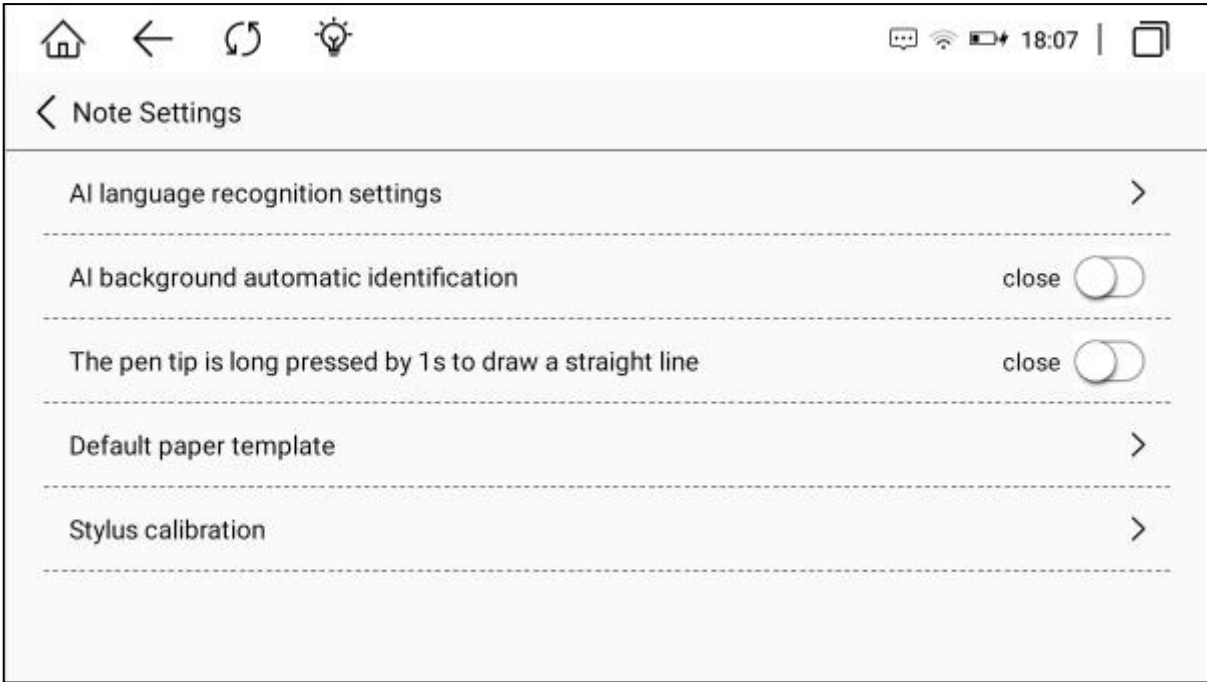 18:07
Note Settings
AI language recognition settings
AI background automatic identification close
The pen tip is long pressed by 1s to draw a straight line close
Default paper template
Stylus calibration